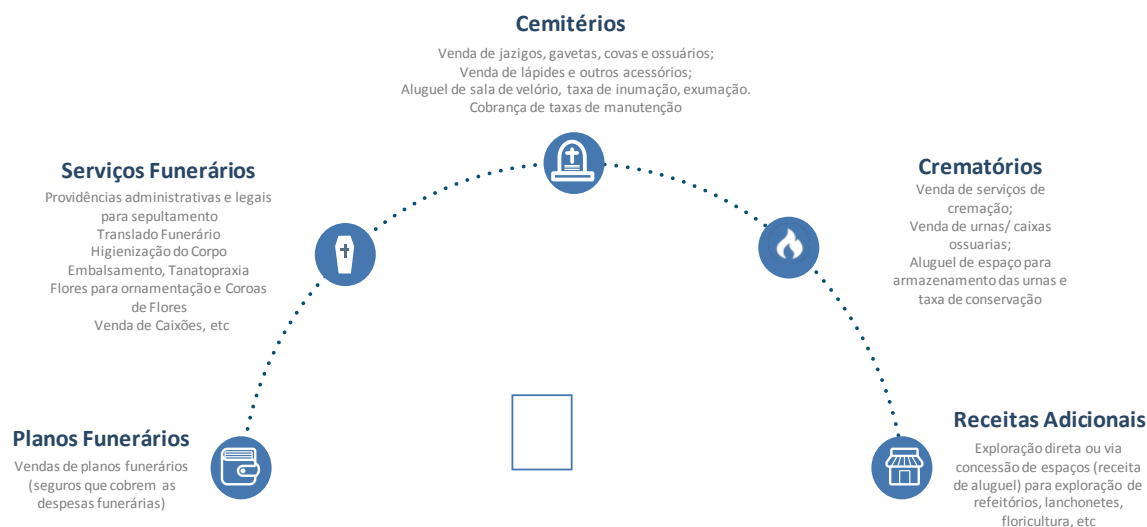 Cemitérios
Venda de jazigos, gavetas, covas e ossuários;
Venda de lápides e outros acessórios;
Aluguel de sala de velório, taxa de inumação, exumação.
Cobrança de taxas de manutenção
Serviços Funerários
Providências administrativas e legais
para sepultamento
Translado Funerário
Higienização do Corpo
Embalsamento, Tanatopraxia
Flores para ornamentação e Coroas
de Flores
Venda de Caixões, etc
Crematórios
Venda de serviços de
cremação;
Venda de urnas/ caixas
ossuarias;
Aluguel de espaço para
armazenamento das urnas e
taxa de conservação
Planos Funerários
Vendas de planos funerários
(seguros que cobrem as
despesas funerárias)
Receitas Adicionais
Exploração direta ou via
concessão de espaços (receita
de aluguel) para exploração de
refeitórios, lanchonetes,
floricultura, etc